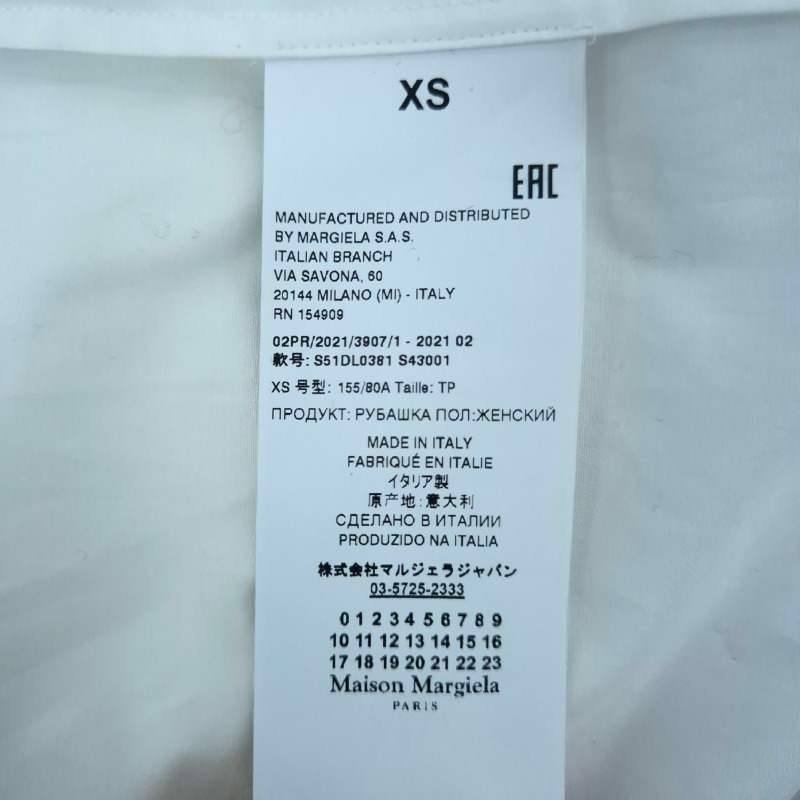 XS
EAC
MANUFACTURED AND DISTRIBUTED
BY MARGIELA S.A.S.
ITALIAN BRANCH
VIA SAVONA, 60
20144 MILANO (MI) - ITALY
RN 154909
02PR/2021/3907/1 - 2021 02
款号: S51DL0381 S43001
XS 号型: 155/80A Taille: TP
ПРОДУКТ: РУБАШКА ПОЛ:ЖЕНСКИЙ
MADE IN ITALY
FABRIQUÉ EN ITALIE
イタリア製
原产地:意大利
СДЕЛАНО В ИТАЛИИ
PRODUZIDO NA ITALIA
株式会社マルジェラジャパン
03-5725-2333
0 1 2 3 4 5 6 7 8 9
10 11 12 13 14 15 16
17 18 19 20 21 22 23
Maison Margiela
PARIS